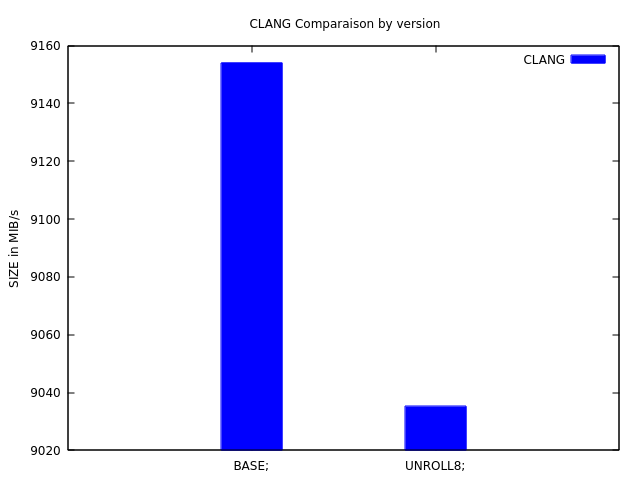 CLANG Comparaison by version
CLANG
SIZE in MIB/s
9160
9140
9120
9100
9080
9060
9040
9020
BASE;
UNROLL8;